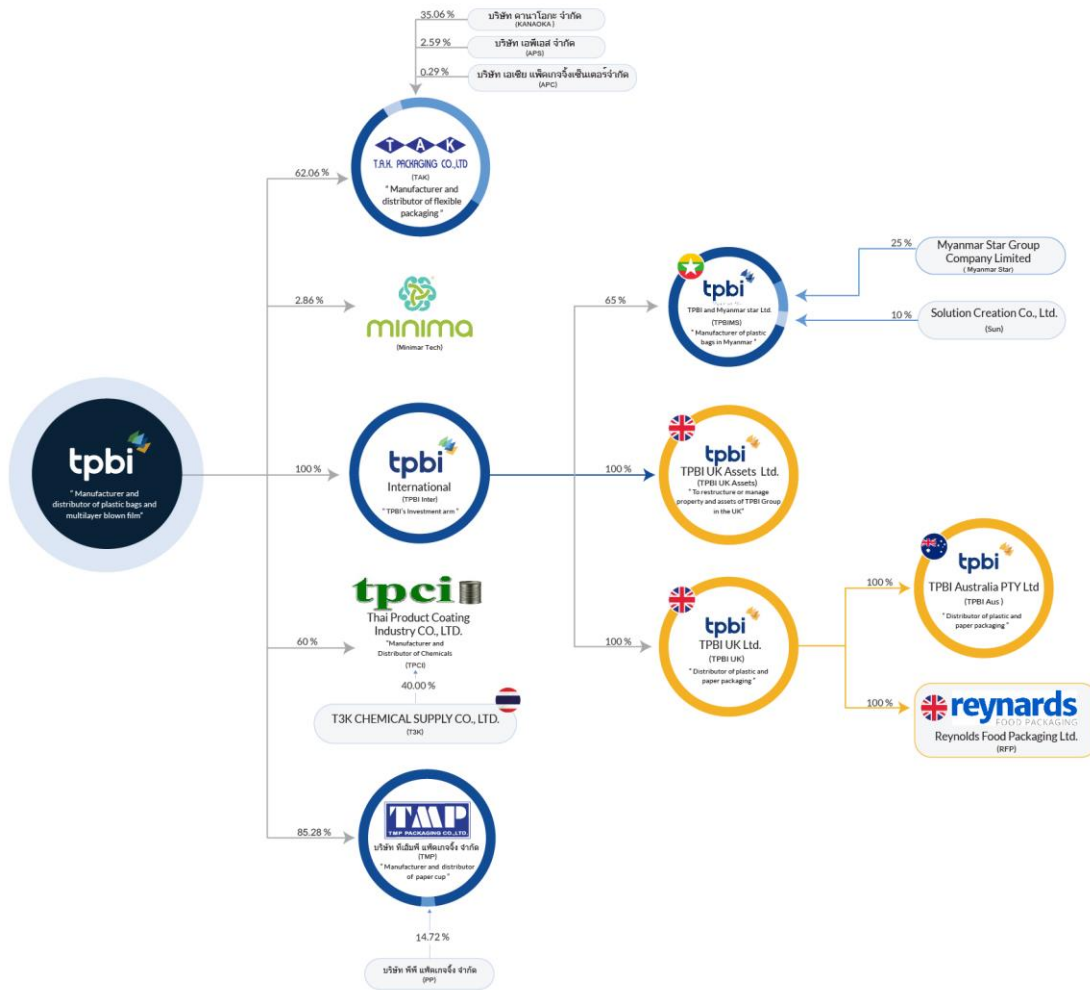 35.06 %
บริษัท คานาโอกะ จำกัด
(KANAOKA)
2.59 %
บริษัท เอพีเอส จำกัด
(APS)
0.29 %
บริษัท เอเชีย แพ็คเกจจิ้งเซ็นเตอร์จำกัด
(APC)
62.06 %
T A K
T.A.K. PACKAGING CO.,LTD
(TAK)
" Manufacturer and
distributor of flexible
packaging "
2.86 %
minima
(Minimar Tech)
tpbi
" Manufacturer and
distributor of plastic bags and
multilayer blown film"
100 %
tpbi
International
(TPBI Inter)
" TPBI's Investment arm "
60 %
tpci
Thai Product Coating
Industry CO., LTD.
"Manufacturer and
Distributor of Chemicals
(TPCI)
40.00 %
T3K CHEMICAL SUPPLY CO., LTD.
(T3K)
85.28 %
TMP
TMP PACKAGING CO.,LTD.
บริษัท ทีเอ็มพี แพ็คเกจจิ้ง จำกัด
(TMP)
" Manufacturer and distributor
of paper cup "
14.72 %
บริษัท พีพี แพ็คเกจจิ้ง จำกัด
(PP)
65 %
tpbi
TPBI and Myanmar star Ltd.
(TPBIMS)
" Manufacturer of plastic
bags in Myanmar "
25 %
Myanmar Star Group
Company Limited
( Myanmar Star)
10 %
Solution Creation Co., Ltd.
(Sun)
100 %
tpbi
TPBI UK Assets Ltd.
(TPBI UK Assets)
"To restructure or manage
property and assets of TPBI Group
in the UK"
100 %
tpbi
TPBI UK Ltd.
(TPBI UK)
" Distributor of plastic and
paper packaging "
100 %
tpbi
TPBI Australia PTY Ltd
(TPBI Aus )
" Distributor of plastic and
paper packaging "
100 %
reynards
FOOD PACKAGING
Reynolds Food Packaging Ltd.
(RFP)